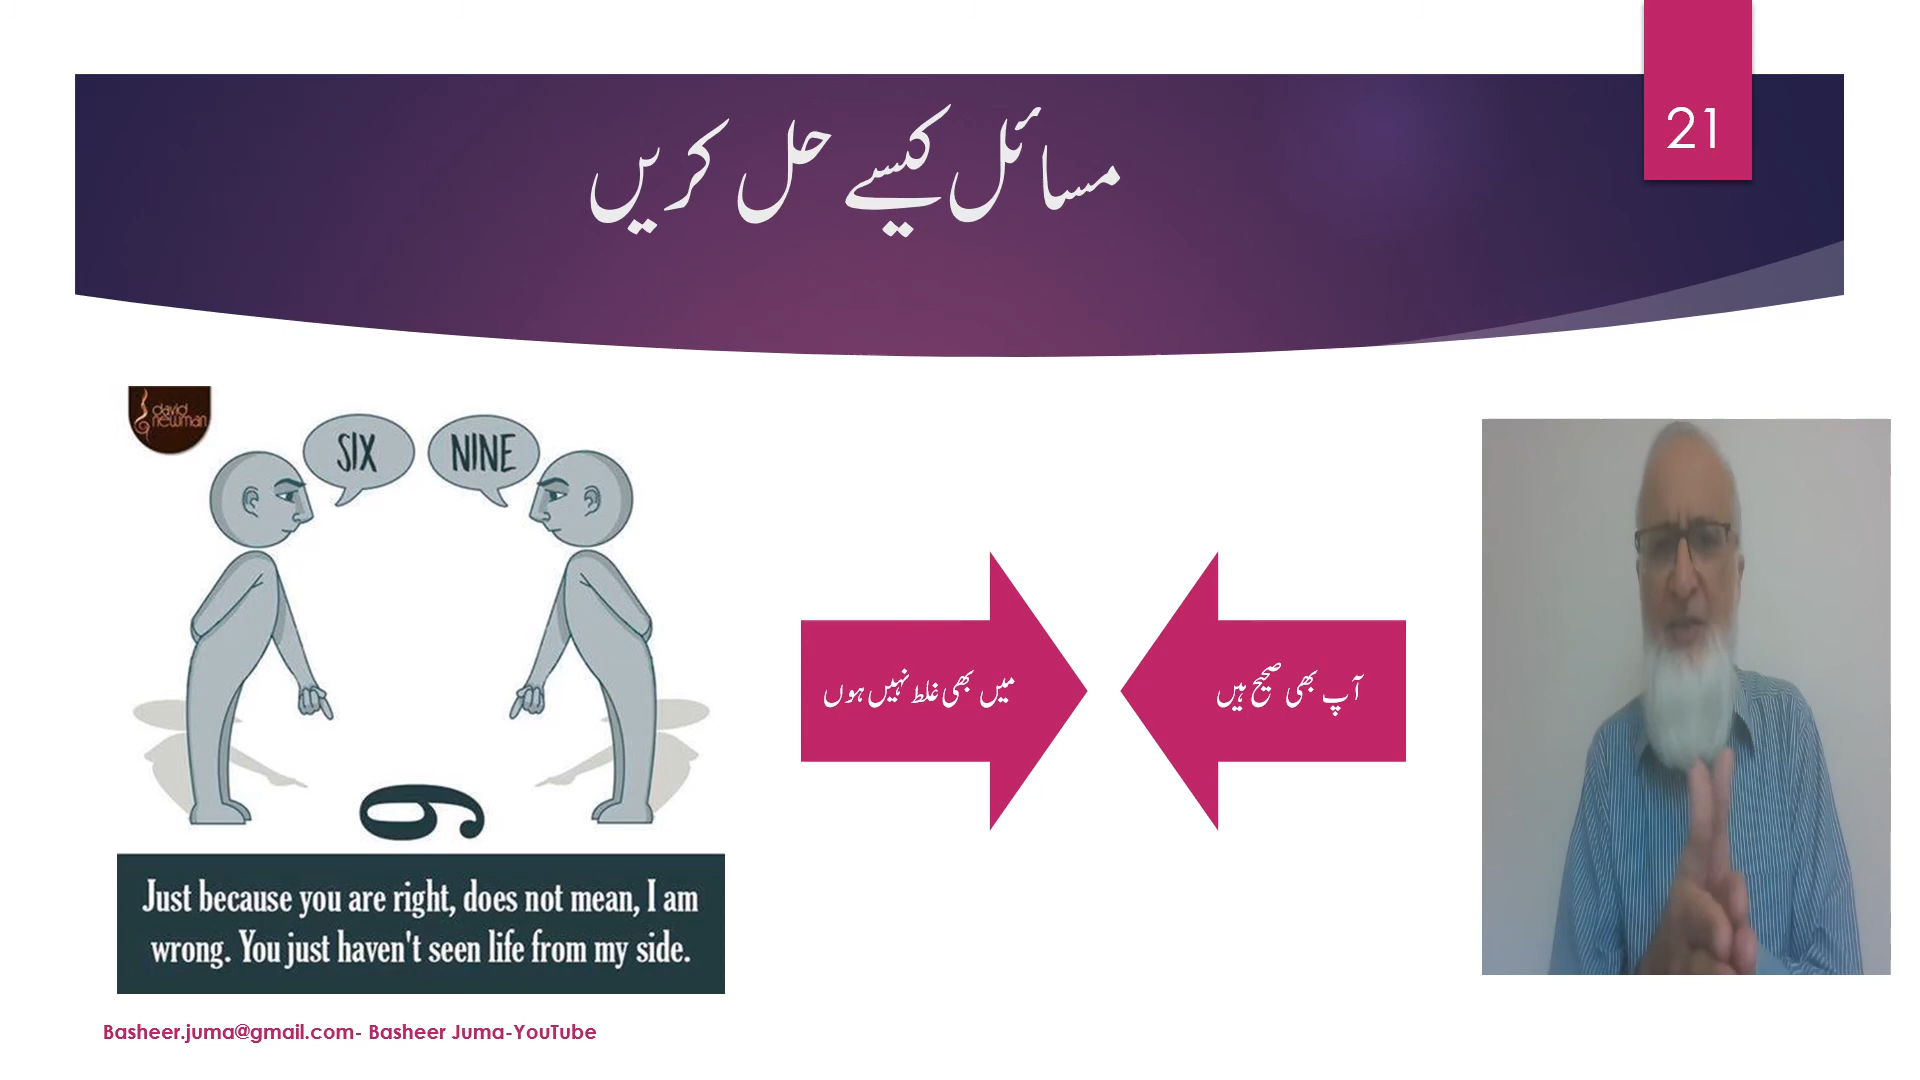 21
مسائل کیسے حل کریں
david
newman
SIX
NINE
6
میں بھی غلط نہیں ہوں
آپ بھی صحیح ہیں
Just because you are right, does not mean, I am
wrong. You just haven't seen life from my side.
Basheer.juma@gmail.com- Basheer Juma-YouTube